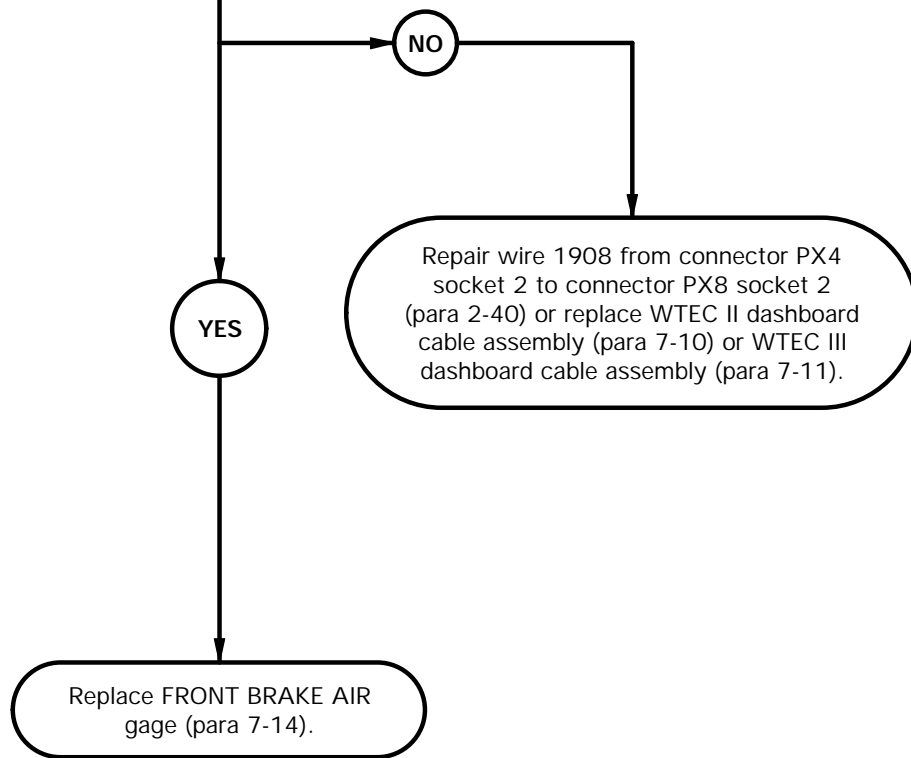 NO
Repair wire 1908 from connector PX4
socket 2 to connector PX8 socket 2
(para 2-40) or replace WTEC II dashboard
cable assembly (para 7-10) or WTEC III
dashboard cable assembly (para 7-11).
YES
Replace FRONT BRAKE AIR
gage (para 7-14).